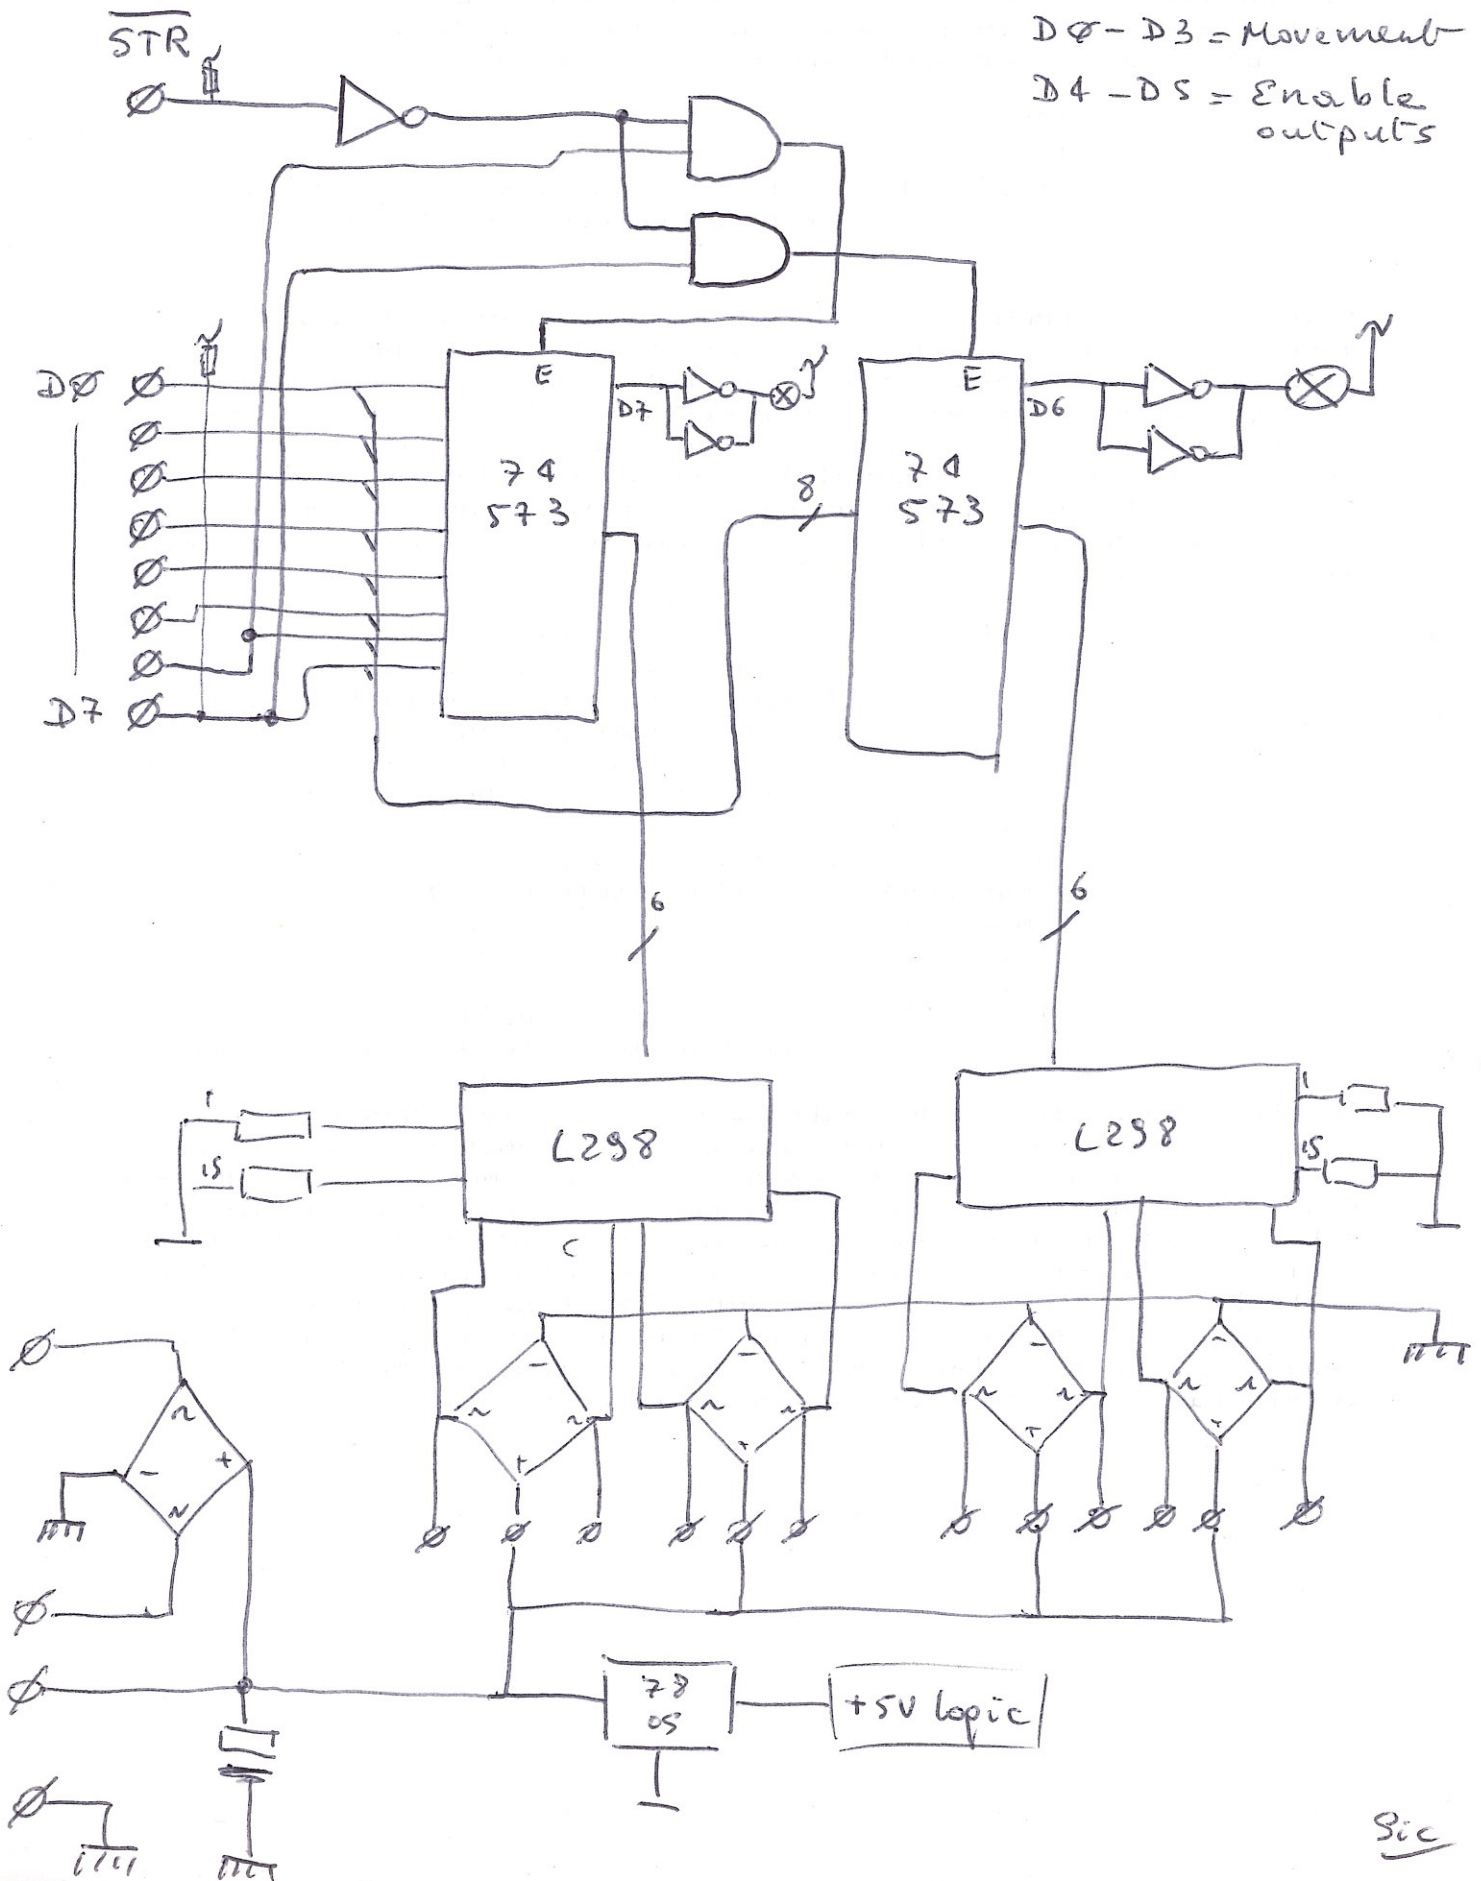 STR
DØ - D3 = Movement
D4 - D5 = Enable
outputs
DØ
D7
E
74
573
D7
8
E
74
573
D6
6
6
1
15
L298
C
L298
1
15
~
-
+
~
-
~
~
+
-
~
~
+
-
~
~
+
-
~
~
+
78
05
+5V logic
Sic